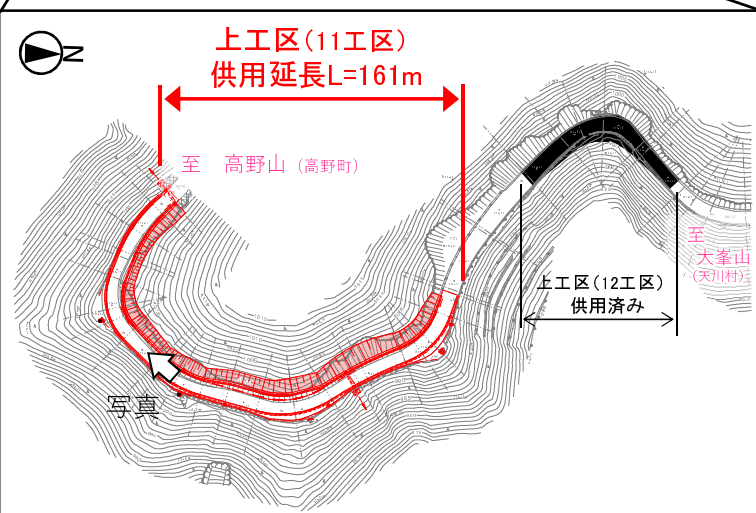 N
上工区(11工区)
供用延長L=161m
至 高野山 (高野町)
至
大峯山
(天川村)
上工区(12工区)
供用済み
写真